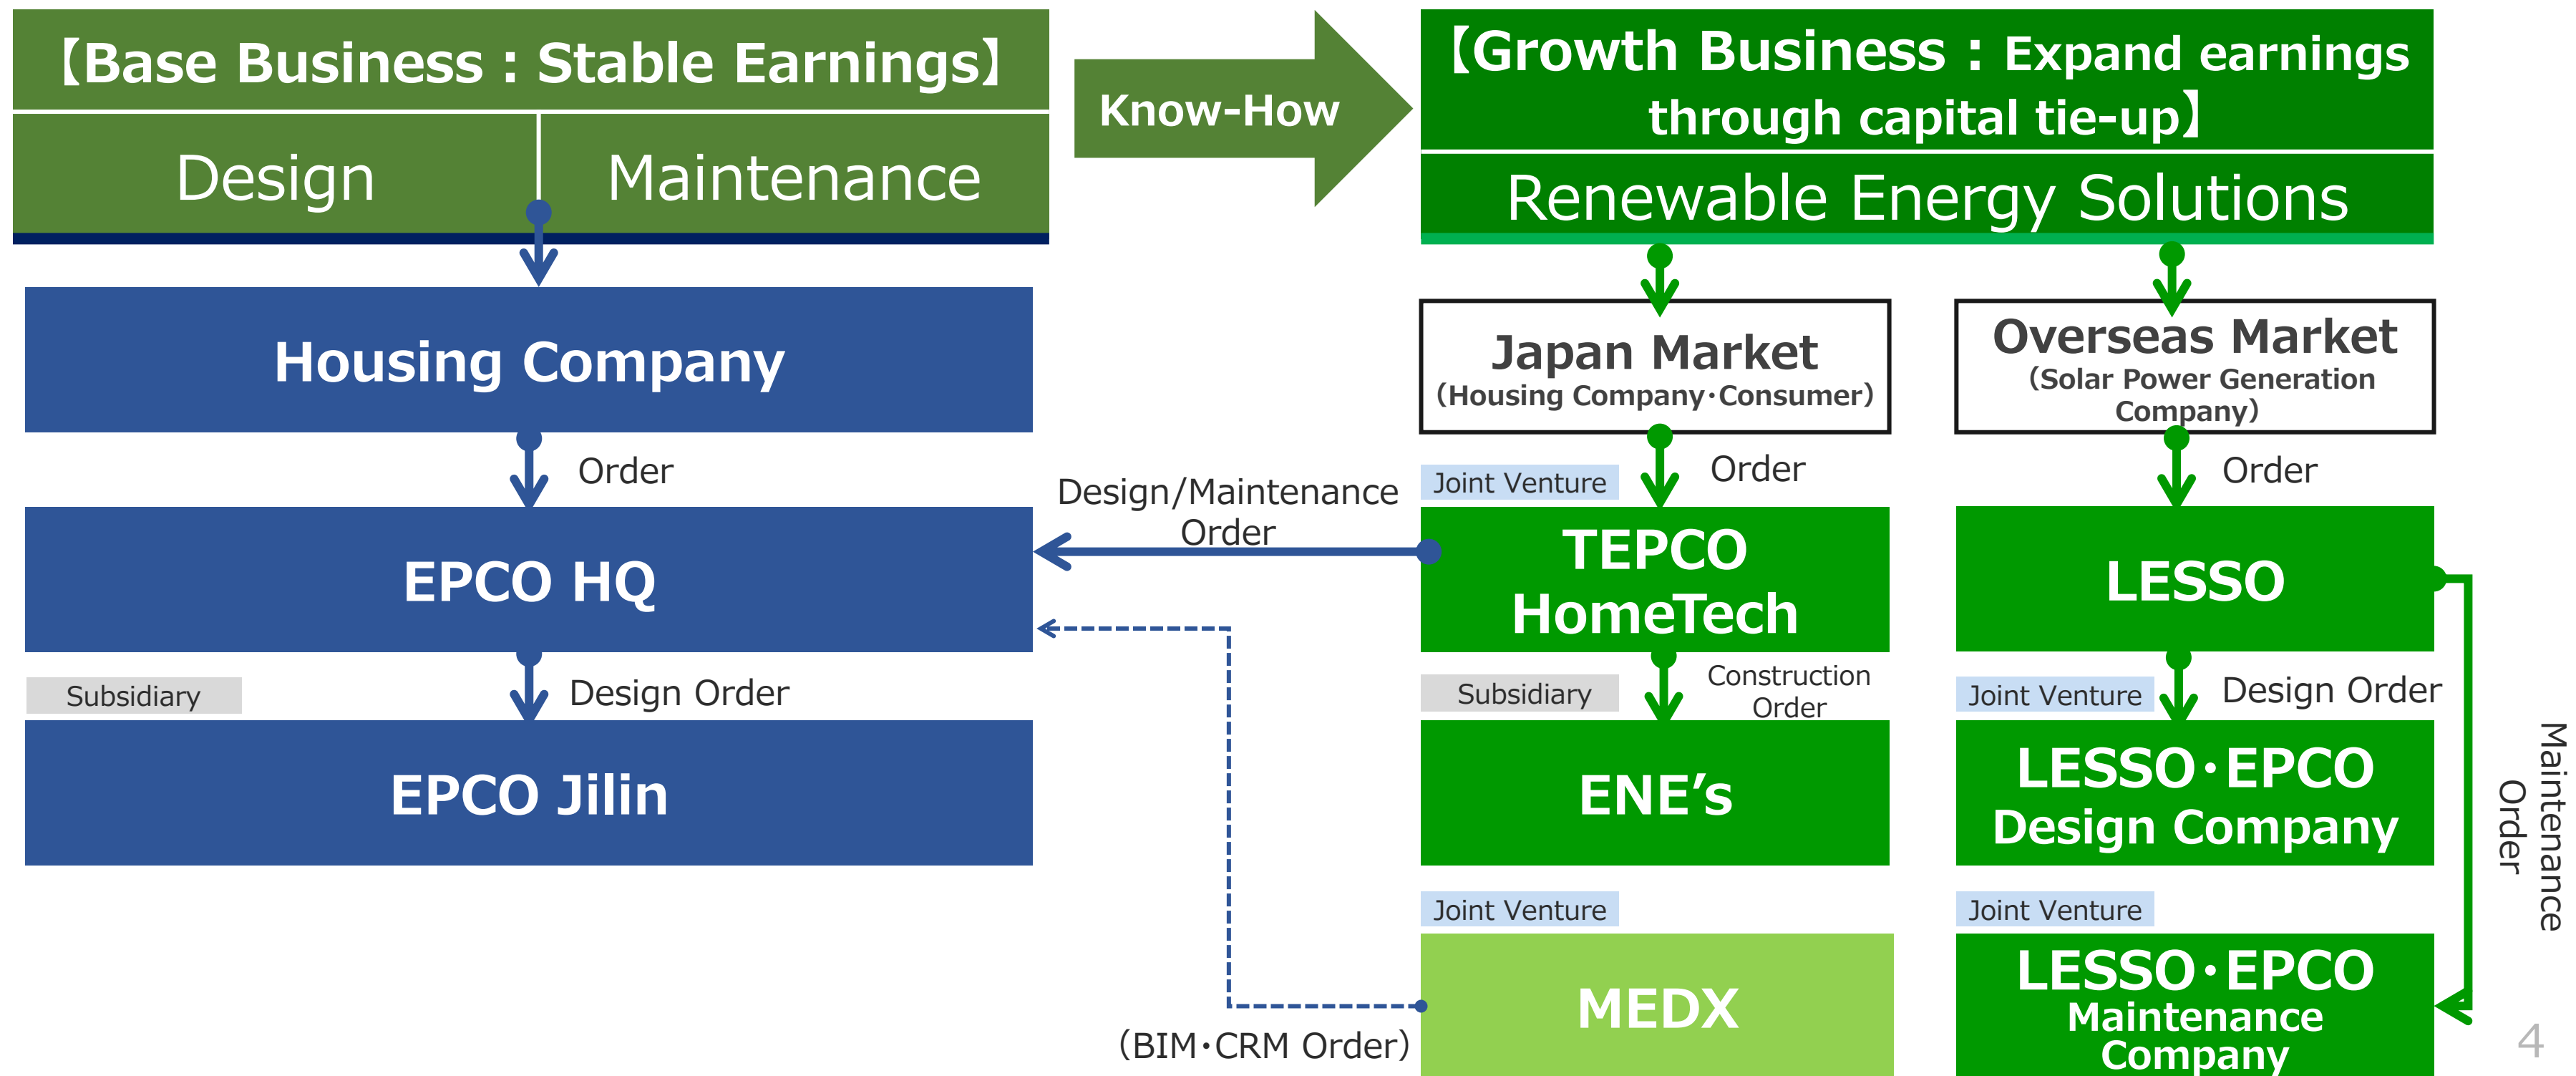 【Base Business：Stable Earnings】
Design
Maintenance
Know-How
【Growth Business：Expand earnings
through capital tie-up】
Renewable Energy Solutions
Housing Company
Order
EPCO HQ
Subsidiary
Design Order
EPCO Jilin
Design/Maintenance
Order
(BIM･CRM Order)
Japan Market
(Housing Company･Consumer)
Joint Venture
Order
TEPCO
HomeTech
Subsidiary
Construction
Order
ENE’s
Joint Venture
MEDX
Overseas Market
(Solar Power Generation
Company)
Order
LESSO
Joint Venture
Design Order
LESSO･EPCO
Design Company
Joint Venture
LESSO･EPCO
Maintenance
Company
Maintenance
Order
4